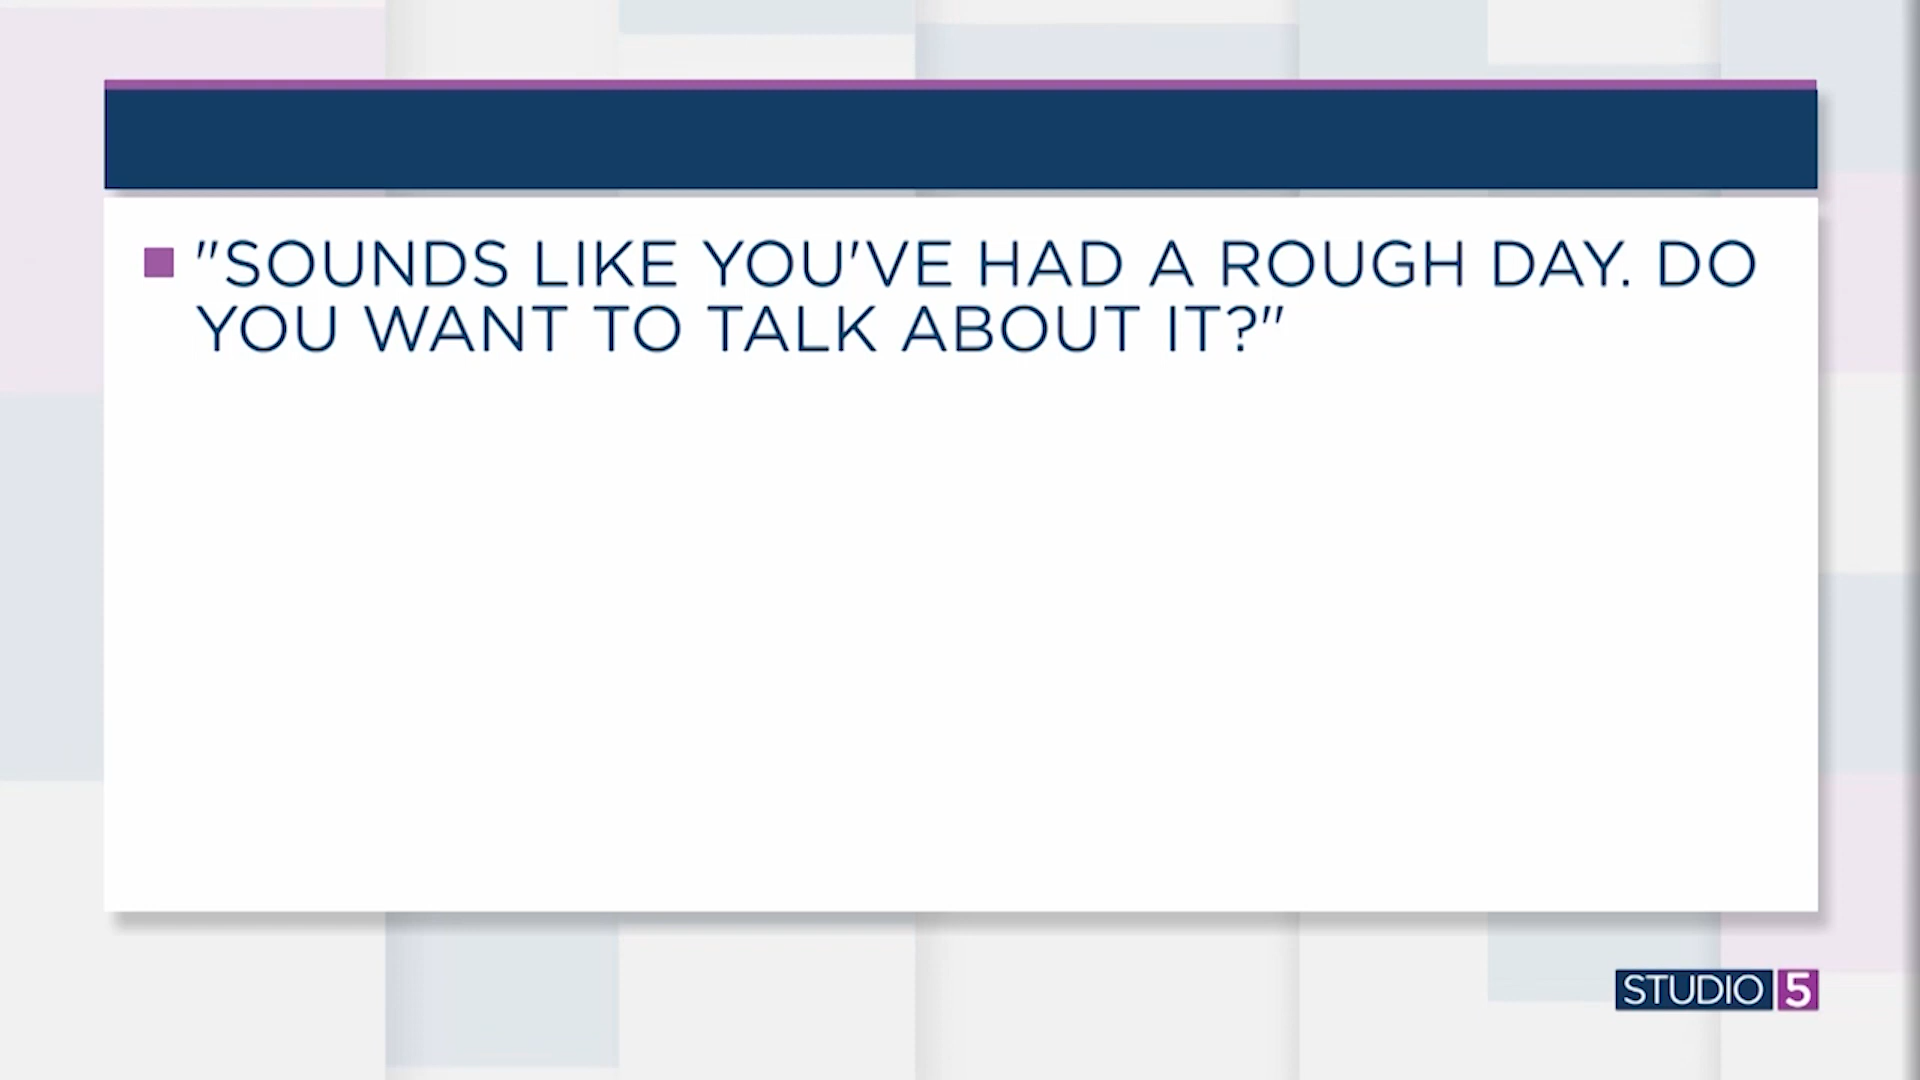 "SOUNDS LIKE YOU'VE HAD A ROUGH DAY. DO
YOU WANT TO TALK ABOUT IT?"
STUDIO 5